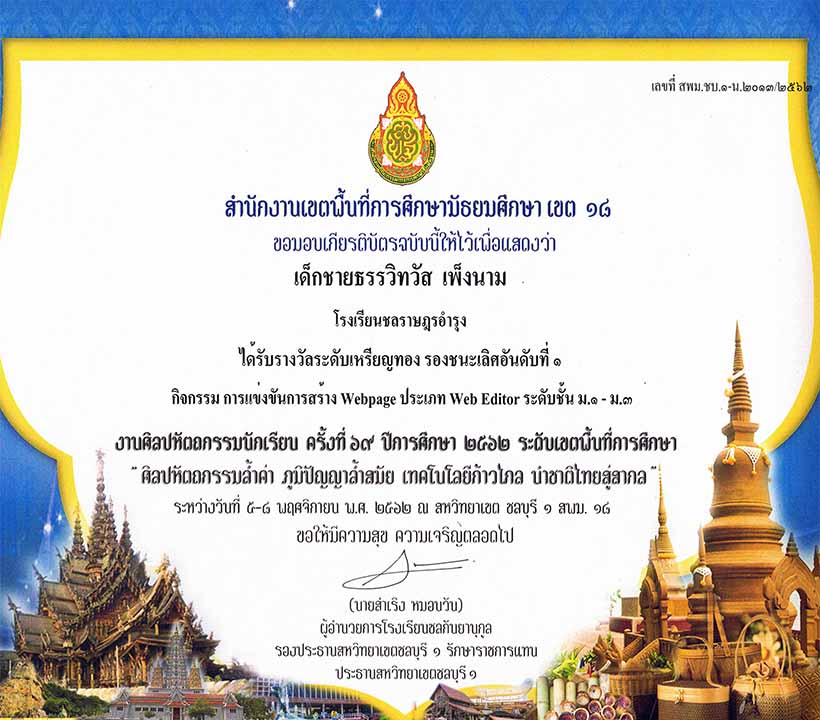 เลขที่ สพม.ชบ.๑-น.๒๐๑๓/๒๕๖๒
สำนักงานเขตพื้นที่การศึกษามัธยมศึกษา เขต ๑๘
ขอมอบเกียรติบัตรฉบับนี้ให้ไว้เพื่อแสดงว่า
เด็กชายธรรวิทวัส เพ็งนาม
โรงเรียนชลราษฎรอำรุง
ได้รับรางวัลระดับเหรียญทอง รองชนะเลิศอันดับที่ ๑
กิจกรรม การแข่งขันการสร้าง Webpage ประเภท Web Editor ระดับชั้น ม.๑ - ม.๓
งานศิลปหัตถกรรมนักเรียน ครั้งที่ ๖๙ ปีการศึกษา ๒๕๖๒ ระดับเขตพื้นที่การศึกษา
" ศิลปหัตถกรรมล้ำค่า ภูมิปัญญาล้ำสมัย เทคโนโลยีก้าวไกล นำชาติไทยสู่สากล "
ระหว่างวันที่ ๕-๘ พฤศจิกายน พ.ศ. ๒๕๖๒ ณ สหวิทยาเขต ชลบุรี ๑ สพม. ๑๘
ขอให้มีความสุข ความเจริญตลอดไป
(นายสำเริง หมอบวัน)
ผู้อำนวยการโรงเรียนชลกันยานุกูล
รองประธานสหวิทยาเขตชลบุรี ๑ รักษาราชการแทน
ประธานสหวิทยาเขตชลบุรี ๑